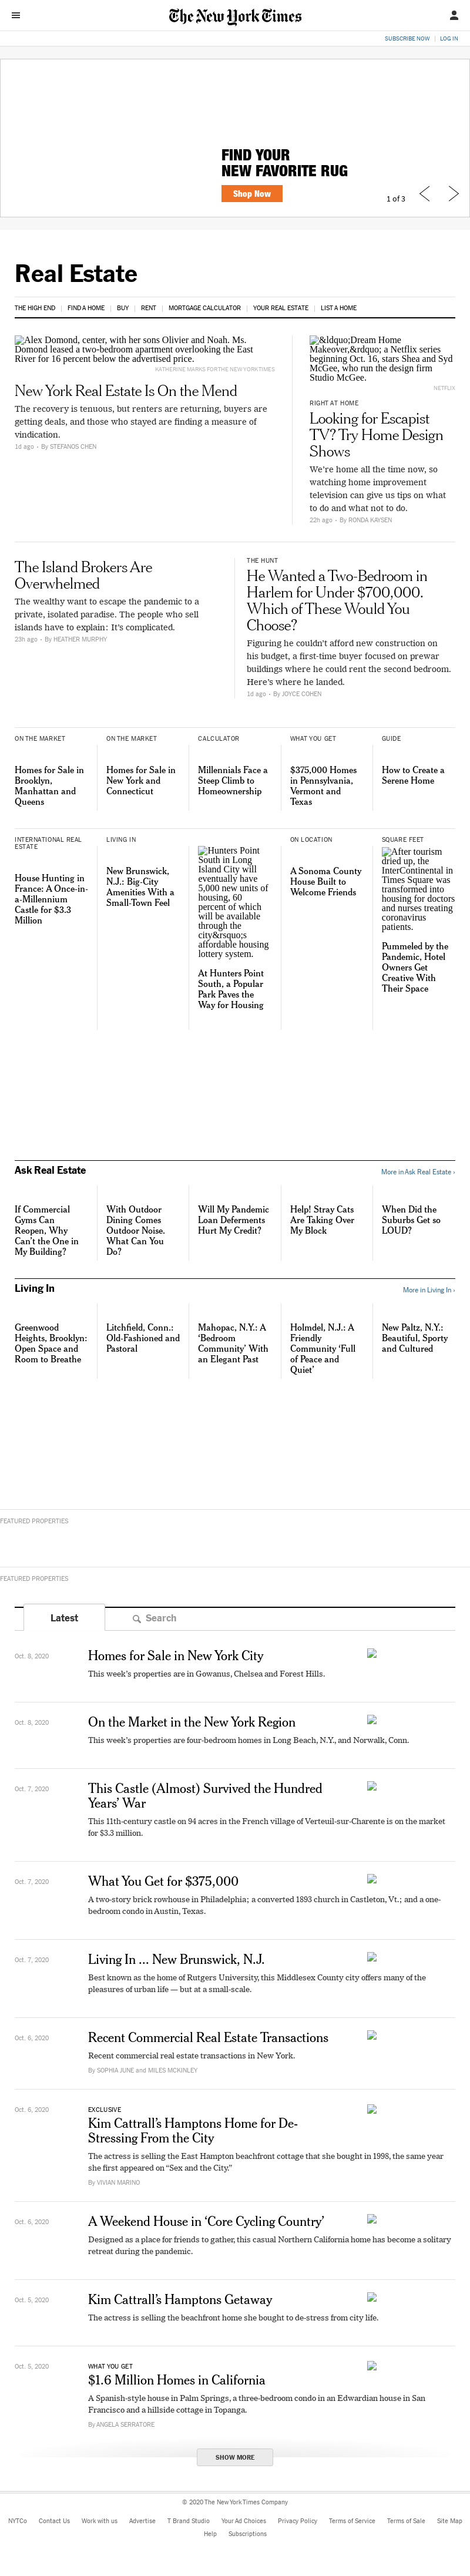 The New York Times
SUBSCRIBE NOW
LOG IN
FIND YOUR
NEW FAVORITE RUG
Shop Now
1 of 3
Real Estate
THE HIGH END
FIND A HOME
BUY
RENT
MORTGAGE CALCULATOR
YOUR REAL ESTATE
LIST A HOME
Alez Domond, center, with her sons Olivier and Noah. Ms.
Domond leased a two-bedroom apartment overlooking the East
River for 16 percent below the advertised price.
KATHERINE MARKS FOR THE NEW YORK TIMES
New York Real Estate Is On the Mend
The recovery is tenuous, but renters are returning, buyers are
getting deals, and those who stayed are finding a measure of
vindication.
1d ago • By STEFANOS CHEN
&ldquo;Dream Home
Makeover,&rdquo; a Netflix series
beginning Oct. 16, stars Shea and Syd
McGee, who run the design firm
Studio McGee.
NETFLIX
RIGHT AT HOME
Looking for Escapist
TV? Try Home Design
Shows
We're home all the time now, so
watching home improvement
television can give us tips on what
to do and what not to do.
22h ago • By RONDA KAYSEN
The Island Brokers Are
Overwhelmed
The wealthy want to escape the pandemic to a
private, isolated paradise. The people who sell
islands have to explain: It's complicated.
23h ago • By HEATHER MURPHY
THE HUNT
He Wanted a Two-Bedroom in
Harlem for Under $700,000.
Which of These Would You
Choose?
Figuring he couldn't afford new construction on
his budget, a first-time buyer focused on prewar
buildings where he could rent the second bedroom.
Here's where he landed.
1d ago • By JOYCE COHEN
ON THE MARKET
Homes for Sale in
Brooklyn,
Manhattan and
Queens
ON THE MARKET
Homes for Sale in
New York and
Connecticut
CALCULATOR
Millennials Face a
Steep Climb to
Homeownership
WHAT YOU GET
$375,000 Homes
in Pennsylvania,
Vermont and
Texas
GUIDE
How to Create a
Serene Home
INTERNATIONAL REAL
ESTATE
House Hunting in
France: A Once-in-
a-Millennium
Castle for $3.3
Million
LIVING IN
New Brunswick,
N.J.: Big-City
Amenities With a
Small-Town Feel
Hunters Point
South in Long
Island City will
eventually have
5,000 new units of
housing, 60
percent of which
will be available
through the
city&rsquo;s
affordable housing
lottery system.
At Hunters Point
South, a Popular
Park Paves the
Way for Housing
ON LOCATION
A Sonoma County
House Built to
Welcome Friends
SQUARE FEET
After tourism
dried up, the
InterContinental in
Times Square was
transformed into
housing for doctors
and nurses treating
coronavirus
patients.
Pummeled by the
Pandemic, Hotel
Owners Get
Creative With
Their Space
Ask Real Estate
More in Ask Real Estate ›
If Commercial
Gyms Can
Reopen, Why
Can't the One in
My Building?
With Outdoor
Dining Comes
Outdoor Noise.
What Can You
Do?
Will My Pandemic
Loan Deferments
Hurt My Credit?
Help! Stray Cats
Are Taking Over
My Block
When Did the
Suburbs Get so
LOUD?
Living In
More in Living In ›
Greenwood
Heights, Brooklyn:
Open Space and
Room to Breathe
Litchfield, Conn.:
Old-Fashioned and
Pastoral
Mahopac, N.Y.: A
'Bedroom
Community' With
an Elegant Past
Holmdel, N.J.: A
Friendly
Community 'Full
of Peace and
Quiet'
New Paltz, N.Y.:
Beautiful, Sporty
and Cultured
FEATURED PROPERTIES
FEATURED PROPERTIES
Latest
Search
Oct. 8, 2020
Homes for Sale in New York City
This week's properties are in Gowanus, Chelsea and Forest Hills.
Oct. 8, 2020
On the Market in the New York Region
This week's properties are four-bedroom homes in Long Beach, N.Y., and Norwalk, Conn.
Oct. 7, 2020
This Castle (Almost) Survived the Hundred
Years' War
This 11th-century castle on 94 acres in the French village of Verteuil-sur-Charente is on the market
for $3.3 million.
Oct. 7, 2020
What You Get for $375,000
A two-story brick rowhouse in Philadelphia; a converted 1893 church in Castleton, Vt.; and a one-
bedroom condo in Austin, Texas.
Oct. 7, 2020
Living In ... New Brunswick, N.J.
Best known as the home of Rutgers University, this Middlesex County city offers many of the
pleasures of urban life — but at a small-scale.
Oct. 6, 2020
Recent Commercial Real Estate Transactions
Recent commercial real estate transactions in New York.
By SOPHIA JUNE and MILES MCKINLEY
Oct. 6, 2020
EXCLUSIVE
Kim Cattrall's Hamptons Home for De-
Stressing From the City
The actress is selling the East Hampton beachfront cottage that she bought in 1998, the same year
she first appeared on "Sex and the City."
By VIVIAN MARINO
Oct. 6, 2020
A Weekend House in 'Core Cycling Country'
Designed as a place for friends to gather, this casual Northern California home has become a solitary
retreat during the pandemic.
Oct. 5, 2020
Kim Cattrall's Hamptons Getaway
The actress is selling the beachfront home she bought to de-stress from city life.
Oct. 5, 2020
WHAT YOU GET
$1.6 Million Homes in California
A Spanish-style house in Palm Springs, a three-bedroom condo in an Edwardian house in San
Francisco and a hillside cottage in Topanga.
By ANGELA SERRATORE
SHOW MORE
© 2020 The New York Times Company
NYTCo
Contact Us
Work with us
Advertise
T Brand Studio
Your Ad Choices
Privacy Policy
Terms of Service
Terms of Sale
Site Map
Help
Subscriptions